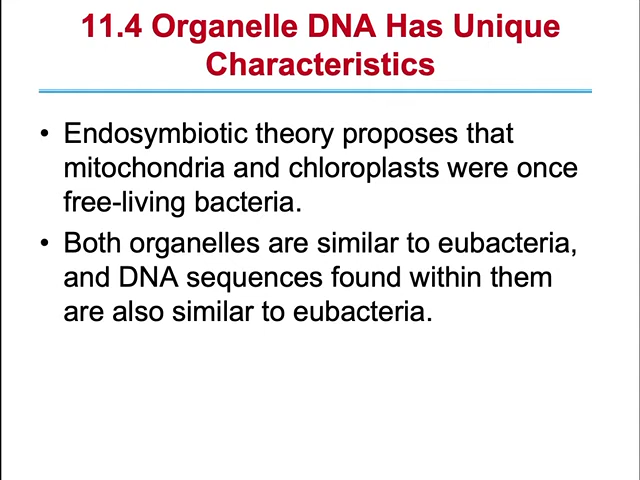 11.4 Organelle DNA Has Unique
Characteristics
• Endosymbiotic theory proposes that
mitochondria and chloroplasts were once
free-living bacteria.
• Both organelles are similar to eubacteria,
and DNA sequences found within them
are also similar to eubacteria.